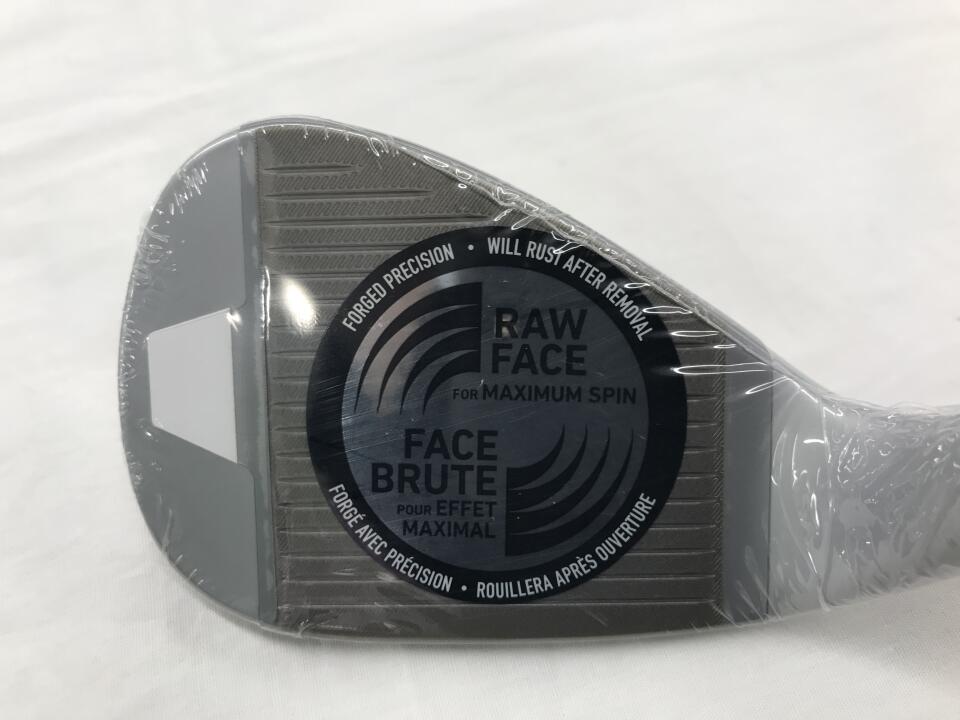 FORGED PRECISION • WILL RUST AFTER REMOVAL
RAW
FACE
FOR MAXIMUM SPIN
FACE
BRUTE
POUR EFFET
MAXIMAL
FORGÉ AVEC PRÉCISION • ROUILLERA APRÈS OUVERTURE